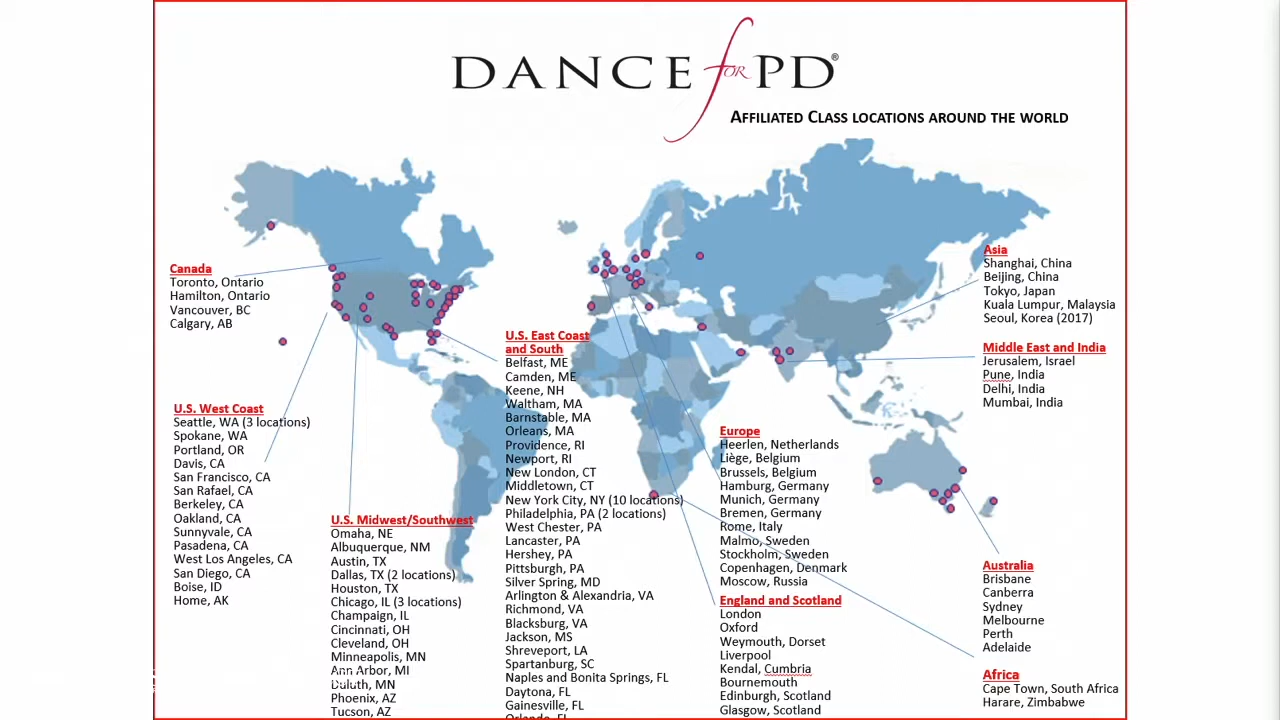 DANCE for PD®
AFFILIATED CLASS LOCATIONS AROUND THE WORLD
Canada
Toronto, Ontario
Hamilton, Ontario
Vancouver, BC
Calgary, AB
U.S. West Coast
Seattle, WA (3 locations)
Spokane, WA
Portland, OR
Davis, CA
San Francisco, CA
San Rafael, CA
Berkeley, CA
Oakland, CA
Sunnyvale, CA
Pasadena, CA
West Los Angeles, CA
San Diego, CA
Boise, ID
Home, AK
U.S. Midwest/Southwest
Omaha, NE
Albuquerque, NM
Austin, TX
Dallas, TX (2 locations)
Houston, TX
Chicago, IL (3 locations)
Champaign, IL
Cincinnati, OH
Cleveland, OH
Minneapolis, MN
Ann Arbor, MI
Duluth, MN
Phoenix, AZ
Tucson, AZ
U.S. East Coast
and South
Belfast, ME
Camden, ME
Keene, NH
Waltham, MA
Barnstable, MA
Orleans, MA
Providence, RI
Newport, RI
New London, CT
Middletown, CT
New York City, NY (10 locations)
Philadelphia, PA (2 locations)
West Chester, PA
Lancaster, PA
Hershey, PA
Pittsburgh, PA
Silver Spring, MD
Arlington & Alexandria, VA
Richmond, VA
Blacksburg, VA
Jackson, MS
Shreveport, LA
Spartanburg, SC
Naples and Bonita Springs, FL
Daytona, FL
Gainesville, FL
Orlando, FL
Europe
Heerlen, Netherlands
Liège, Belgium
Brussels, Belgium
Hamburg, Germany
Munich, Germany
Bremen, Germany
Rome, Italy
Malmo, Sweden
Stockholm, Sweden
Copenhagen, Denmark
Moscow, Russia
England and Scotland
London
Oxford
Weymouth, Dorset
Liverpool
Kendal, Cumbria
Bournemouth
Edinburgh, Scotland
Glasgow, Scotland
Asia
Shanghai, China
Beijing, China
Tokyo, Japan
Kuala Lumpur, Malaysia
Seoul, Korea (2017)
Middle East and India
Jerusalem, Israel
Pune, India
Delhi, India
Mumbai, India
Australia
Brisbane
Canberra
Sydney
Melbourne
Perth
Adelaide
Africa
Cape Town, South Africa
Harare, Zimbabwe